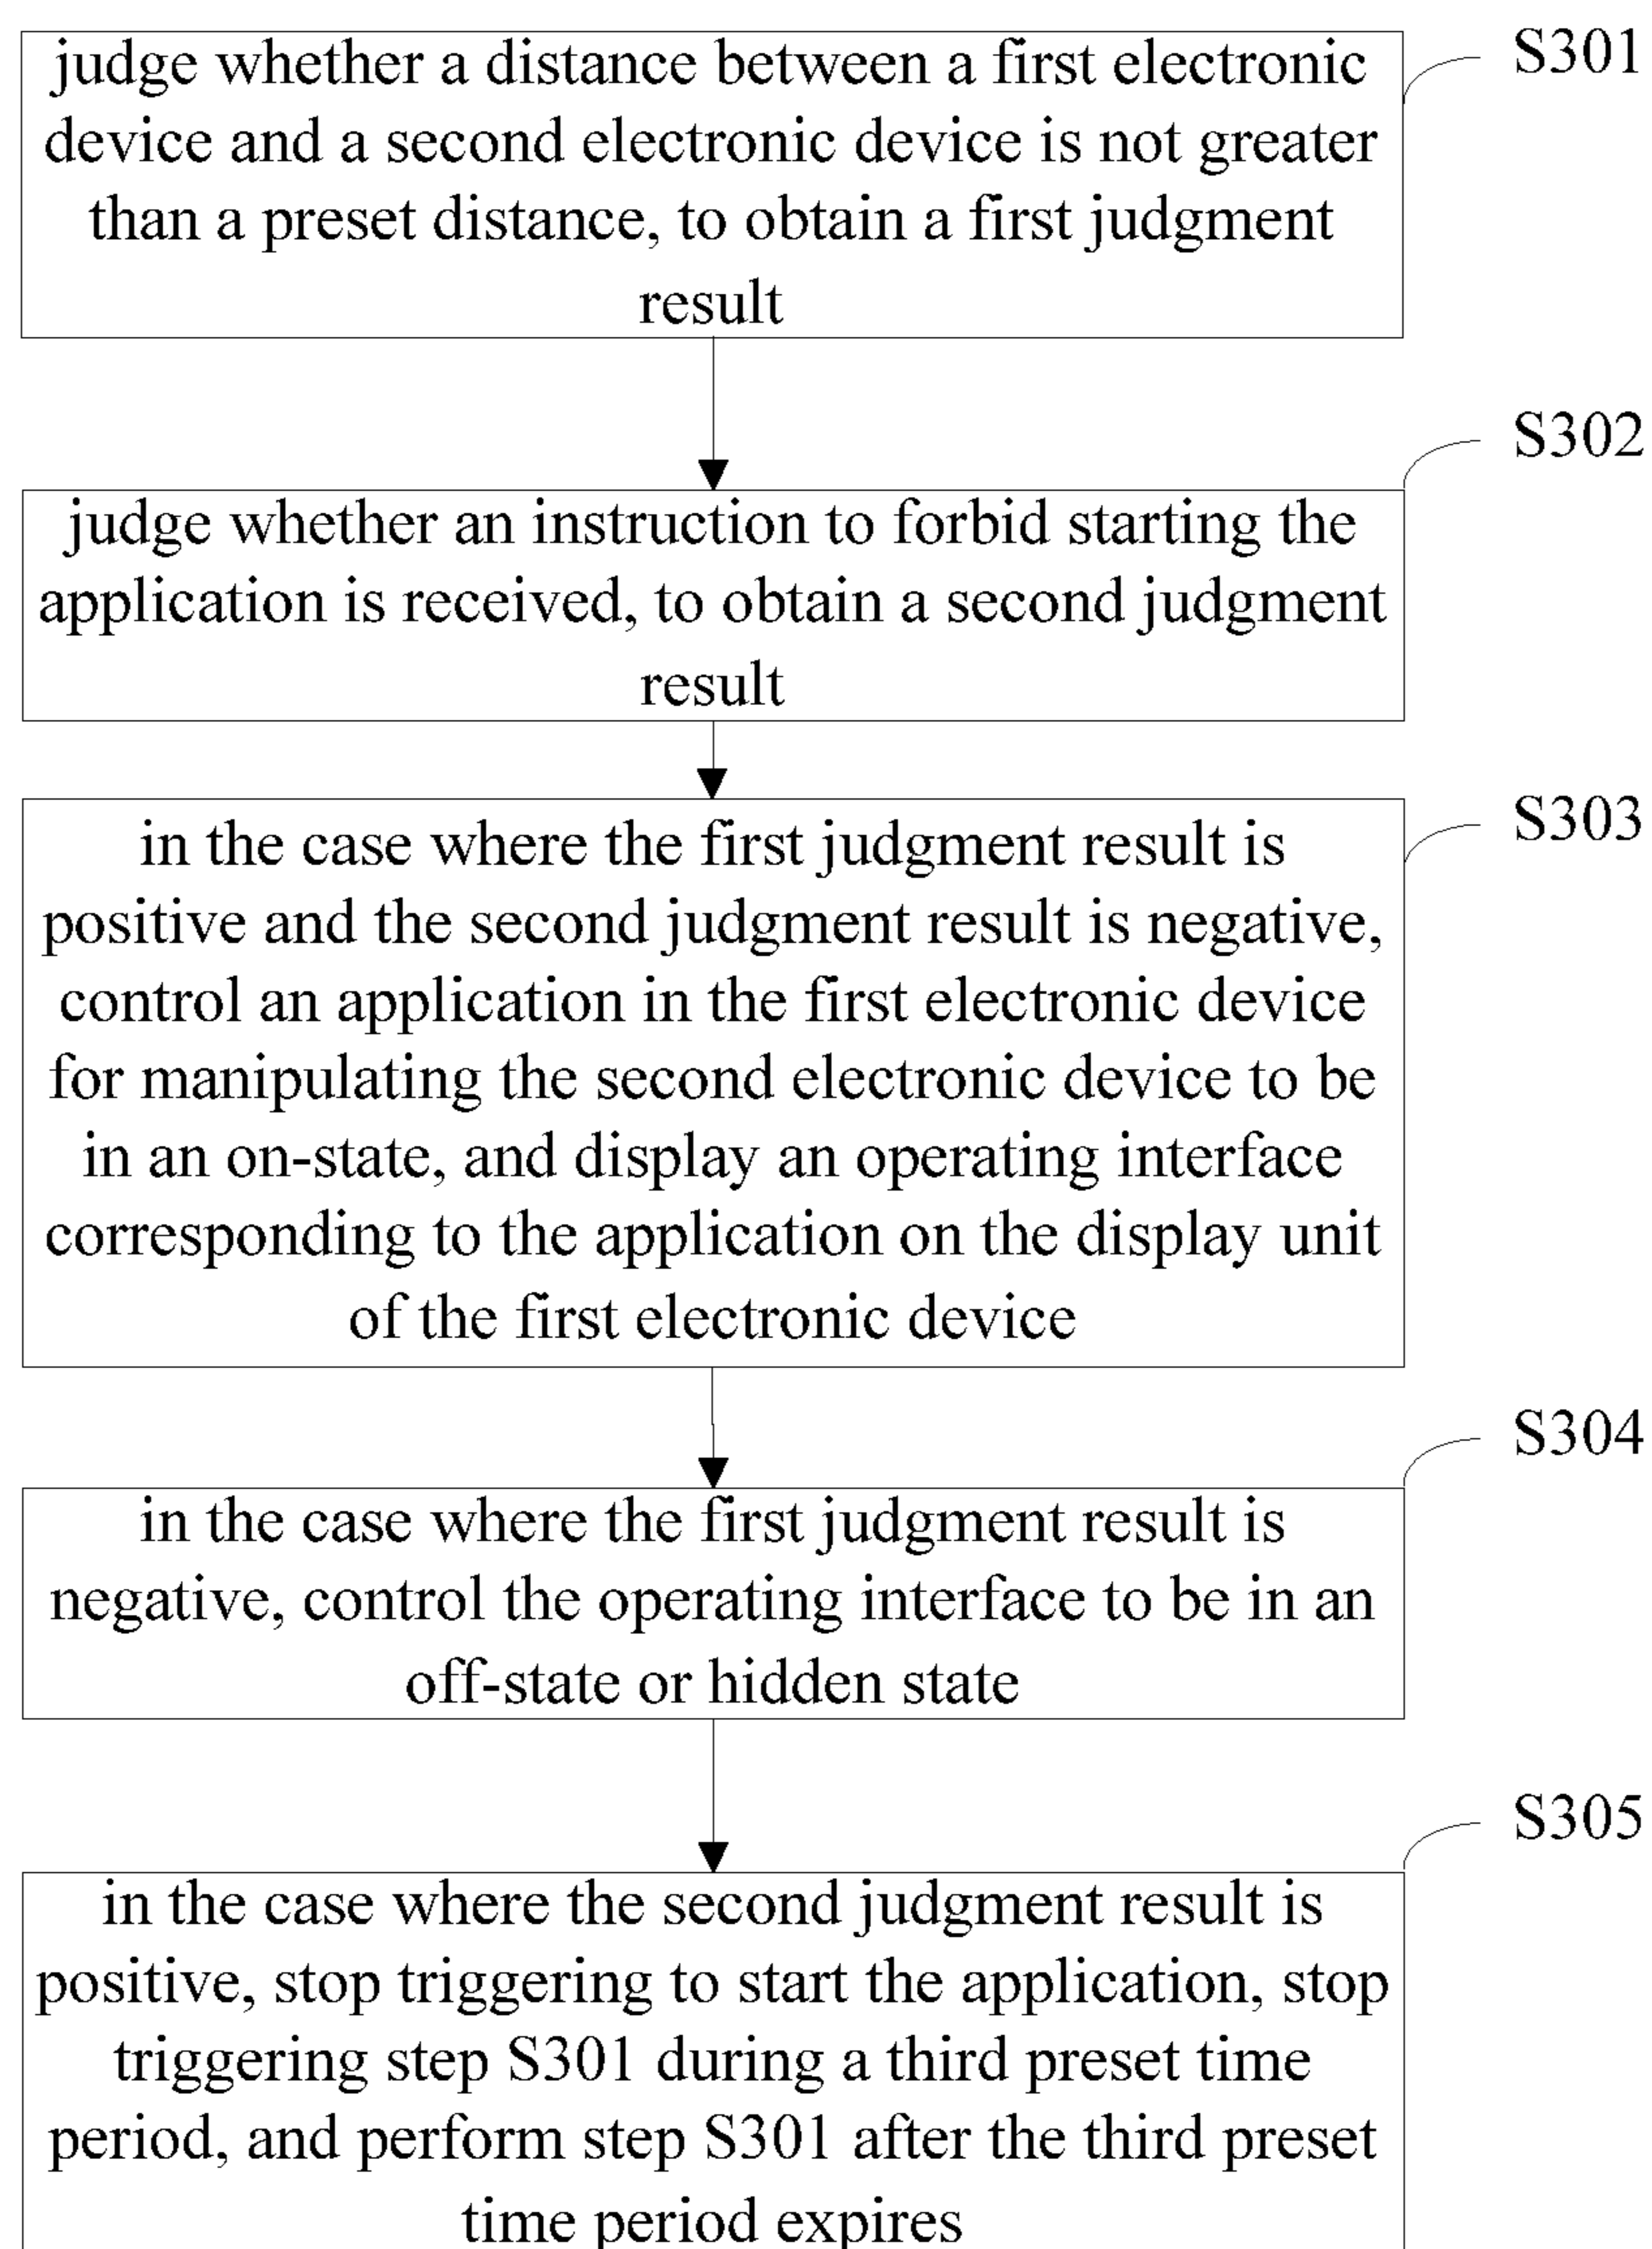 judge whether a distance between a first electronic
device and a second electronic device is not greater
than a preset distance, to obtain a first judgment
result
S301
judge whether an instruction to forbid starting the
application is received, to obtain a second judgment
result
S302
in the case where the first judgment result is
positive and the second judgment result is negative,
control an application in the first electronic device
for manipulating the second electronic device to be
in an on-state, and display an operating interface
corresponding to the application on the display unit
of the first electronic device
S303
in the case where the first judgment result is
negative, control the operating interface to be in an
off-state or hidden state
S304
in the case where the second judgment result is
positive, stop triggering to start the application, stop
triggering step S301 during a third preset time
period, and perform step S301 after the third preset
time period expires
S305